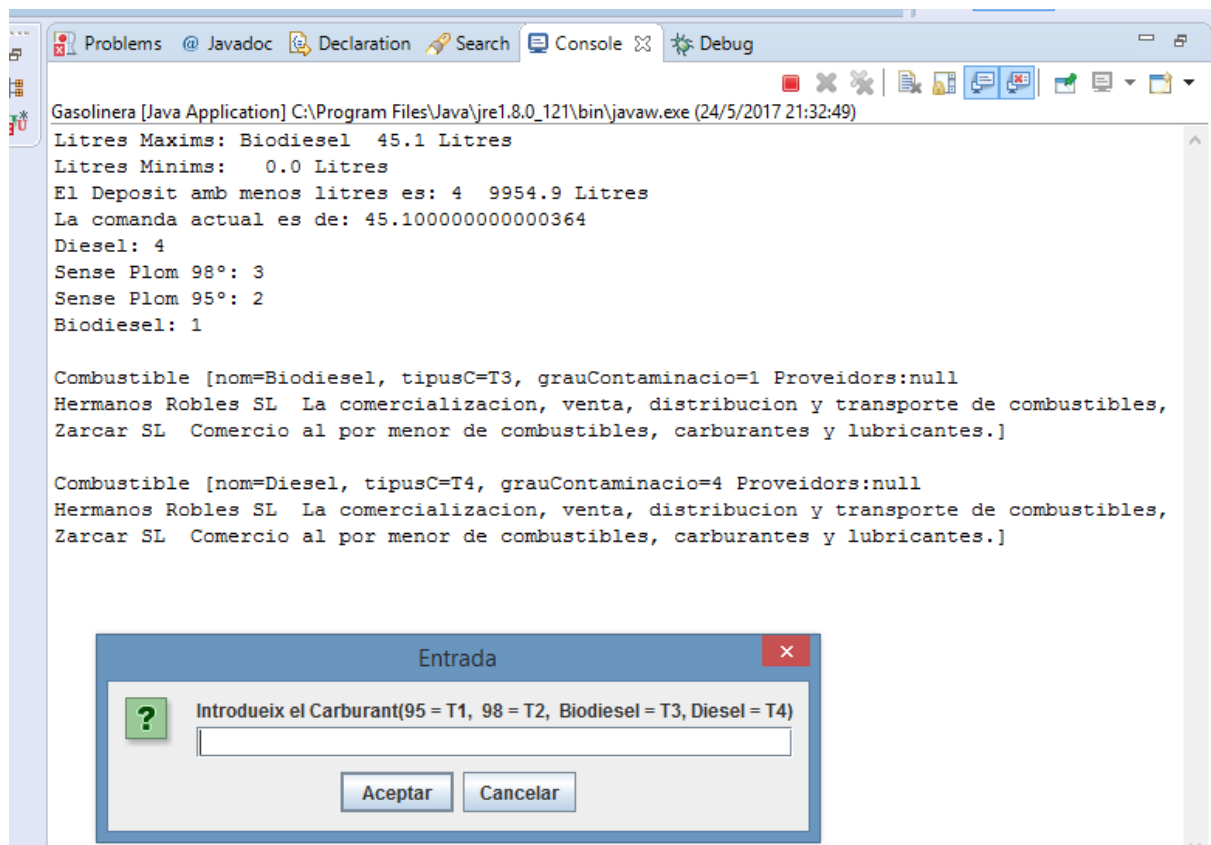 Problems @ Javadoc Declaration Search Console Debug
Gasolinera [Java Application] C:\Program Files\Java\jre1.8.0_121\bin\javaw.exe (24/5/2017 21:32:49)
Litres Maxims: Biodiesel  45.1 Litres
Litres Minims:   0.0 Litres
El Deposit amb menos litres es: 4  9954.9 Litres
La comanda actual es de: 45.100000000000364
Diesel: 4
Sense Plom 98º: 3
Sense Plom 95º: 2
Biodiesel: 1
Combustible [nom=Biodiesel, tipusC=T3, grauContaminacio=1 Proveidors:null
Hermanos Robles SL  La comercializacion, venta, distribucion y transporte de combustibles,
Zarcar SL  Comercio al por menor de combustibles, carburantes y lubricantes.]
Combustible [nom=Diesel, tipusC=T4, grauContaminacio=4 Proveidors:null
Hermanos Robles SL  La comercializacion, venta, distribucion y transporte de combustibles,
Zarcar SL  Comercio al por menor de combustibles, carburantes y lubricantes.]
Entrada
Introdueix el Carburant(95 = T1,  98 = T2,  Biodiesel = T3, Diesel = T4)
Aceptar Cancelar